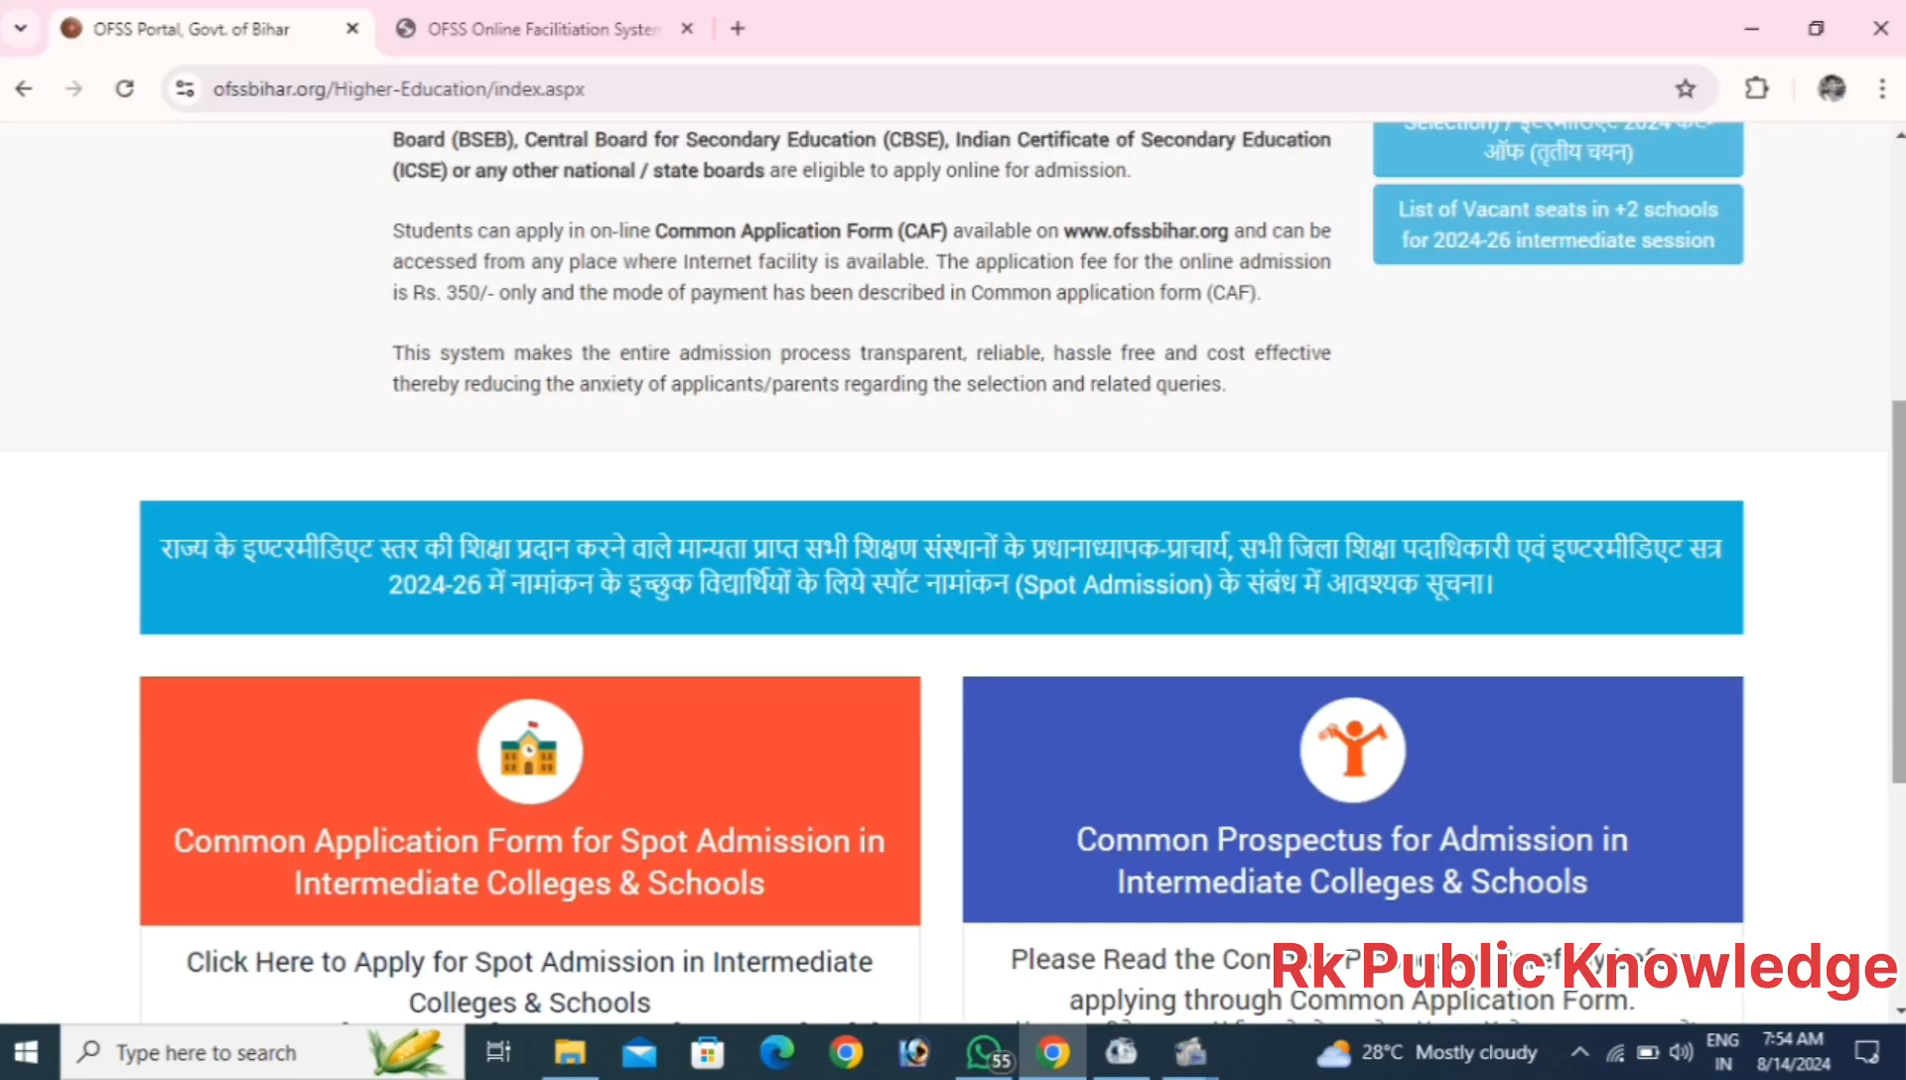 OFSS Portal, Govt. of Bihar
OFSS Online Facilitiation System
ofssbihar.org/Higher-Education/index.aspx
Board (BSEB), Central Board for Secondary Education (CBSE), Indian Certificate of Secondary Education
(ICSE) or any other national / state boards are eligible to apply online for admission.
ऑफ (तृतीय चयन)
List of Vacant seats in +2 schools
for 2024-26 intermediate session
Students can apply in on-line Common Application Form (CAF) available on www.ofssbihar.org and can be
accessed from any place where Internet facility is available. The application fee for the online admission
is Rs. 350/- only and the mode of payment has been described in Common application form (CAF).
This system makes the entire admission process transparent, reliable, hassle free and cost effective
thereby reducing the anxiety of applicants/parents regarding the selection and related queries.
राज्य के इण्टरमीडिएट स्तर की शिक्षा प्रदान करने वाले मान्यता प्राप्त सभी शिक्षण संस्थानों के प्रधानाध्यापक-प्राचार्य, सभी जिला शिक्षा पदाधिकारी एवं इण्टरमीडिएट सत्र
2024-26 में नामांकन के इच्छुक विद्यार्थियों के लिये स्पॉट नामांकन (Spot Admission) के संबंध में आवश्यक सूचना।
Common Application Form for Spot Admission in
Intermediate Colleges & Schools
Click Here to Apply for Spot Admission in Intermediate
Colleges & Schools
Common Prospectus for Admission in
Intermediate Colleges & Schools
Please Read the
applying through Common Application Form.
Rk Public Knowledge
Type here to search
55
28°C Mostly cloudy
ENG
IN
7:54 AM
8/14/2024